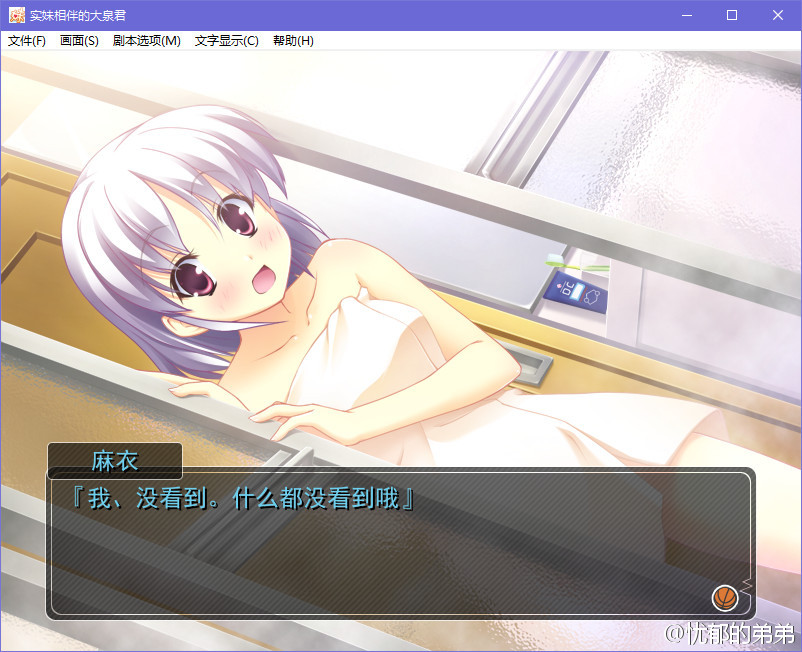 实妹相伴的大泉君
文件(F) 画面(S) 剧本选项(M) 文字显示(C) 帮助(H)
DC
麻衣
『我、没看到。什么都没看到哦』
@忧郁的弟弟